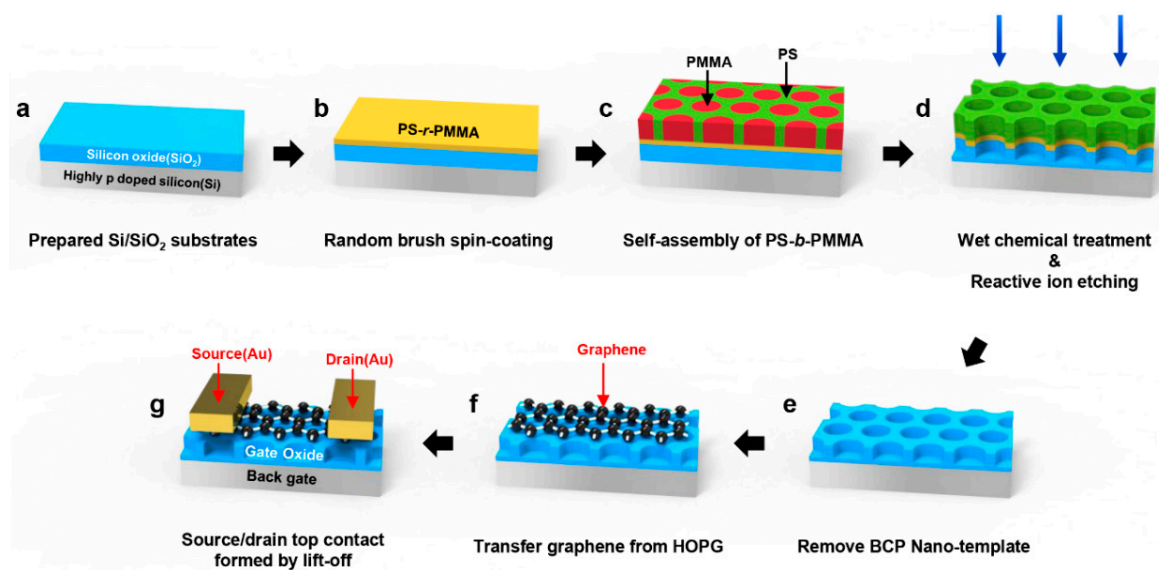 a
Silicon oxide(SiO₂)
Highly p doped silicon(Si)
Prepared Si/SiO₂ substrates
b
PS-r-PMMA
Random brush spin-coating
c
PMMA
PS
Self-assembly of PS-b-PMMA
d
Wet chemical treatment
&
Reactive ion etching
e
Remove BCP Nano-template
f
Graphene
Transfer graphene from HOPG
g
Source(Au)
Drain(Au)
Gate Oxide
Back gate
Source/drain top contact
formed by lift-off